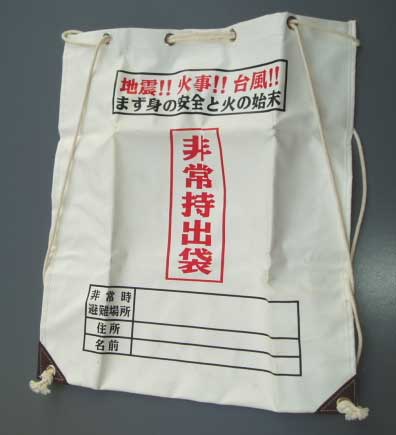 地震!! 火事!! 台風!!
まず身の安全と火の始末
非常持出袋
非常時
避難場所
住所
名前